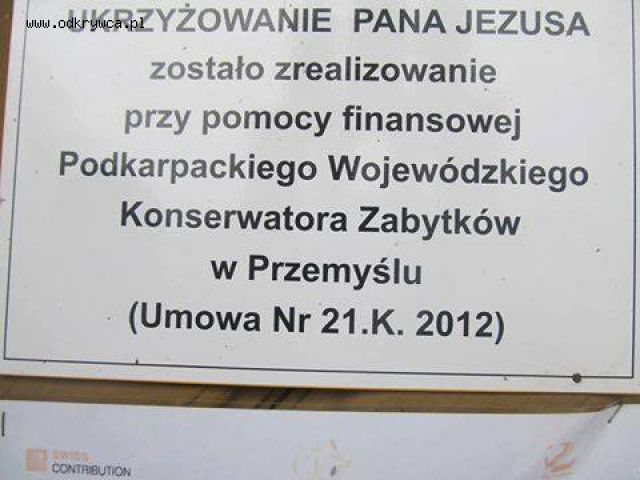 www.odkrywca.pl
UKRZYŻOWANIE PANA JEZUSA
zostało zrealizowanie
przy pomocy finansowej
Podkarpackiego Wojewódzkiego
Konserwatora Zabytków
w Przemyślu
(Umowa Nr 21.K. 2012)
SWISS
CONTRIBUTION